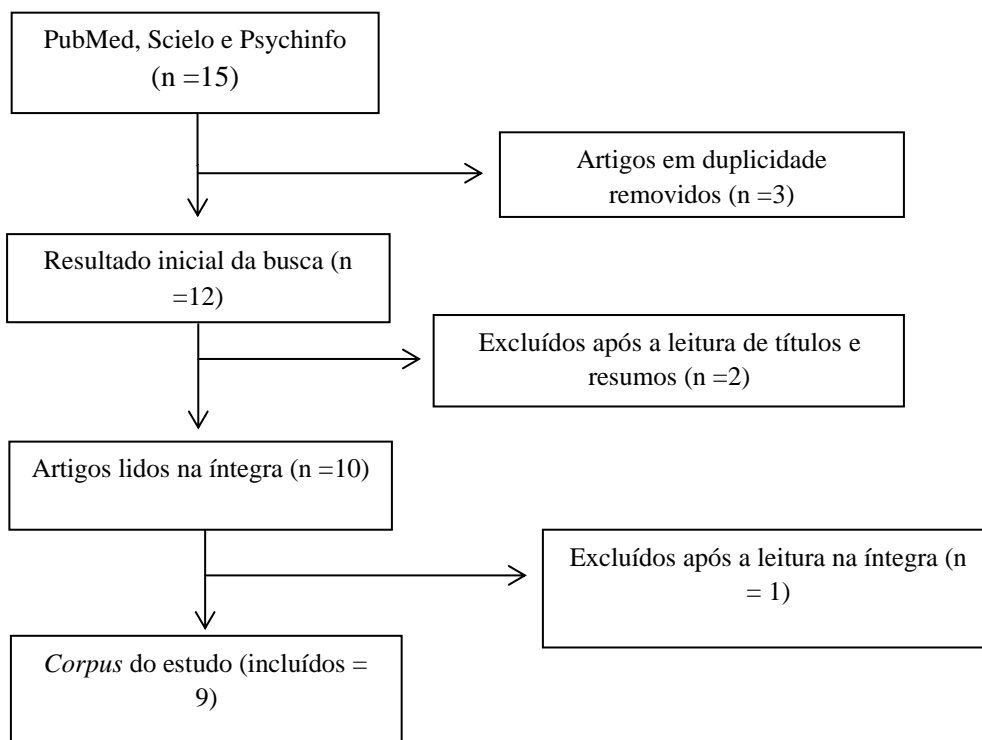 PubMed, Scielo e Psychinfo
(n =15)
Artigos em duplicidade
removidos (n =3)
Resultado inicial da busca (n
=12)
Excluídos após a leitura de títulos e
resumos (n =2)
Artigos lidos na íntegra (n =10)
Excluídos após a leitura na íntegra (n
= 1)
Corpus do estudo (incluídos =
9)